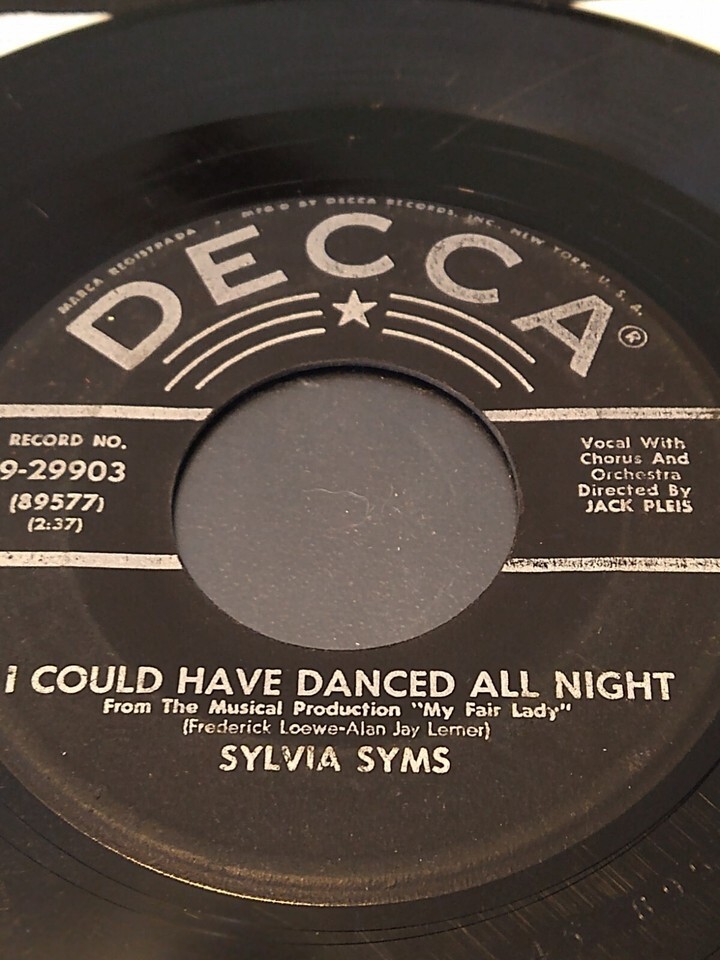 MARCA REGISTRADA • MFG'D BY DECCA RECORDS, INC., NEW YORK, U. S. A.
DECCA®
RECORD NO.
9-29903
(89577)
(2:37)
Vocal With
Chorus And
Orchestra
Directed By
JACK PLEIS
I COULD HAVE DANCED ALL NIGHT
From The Musical Production "My Fair Lady"
(Frederick Loewe-Alan Jay Lerner)
SYLVIA SYMS